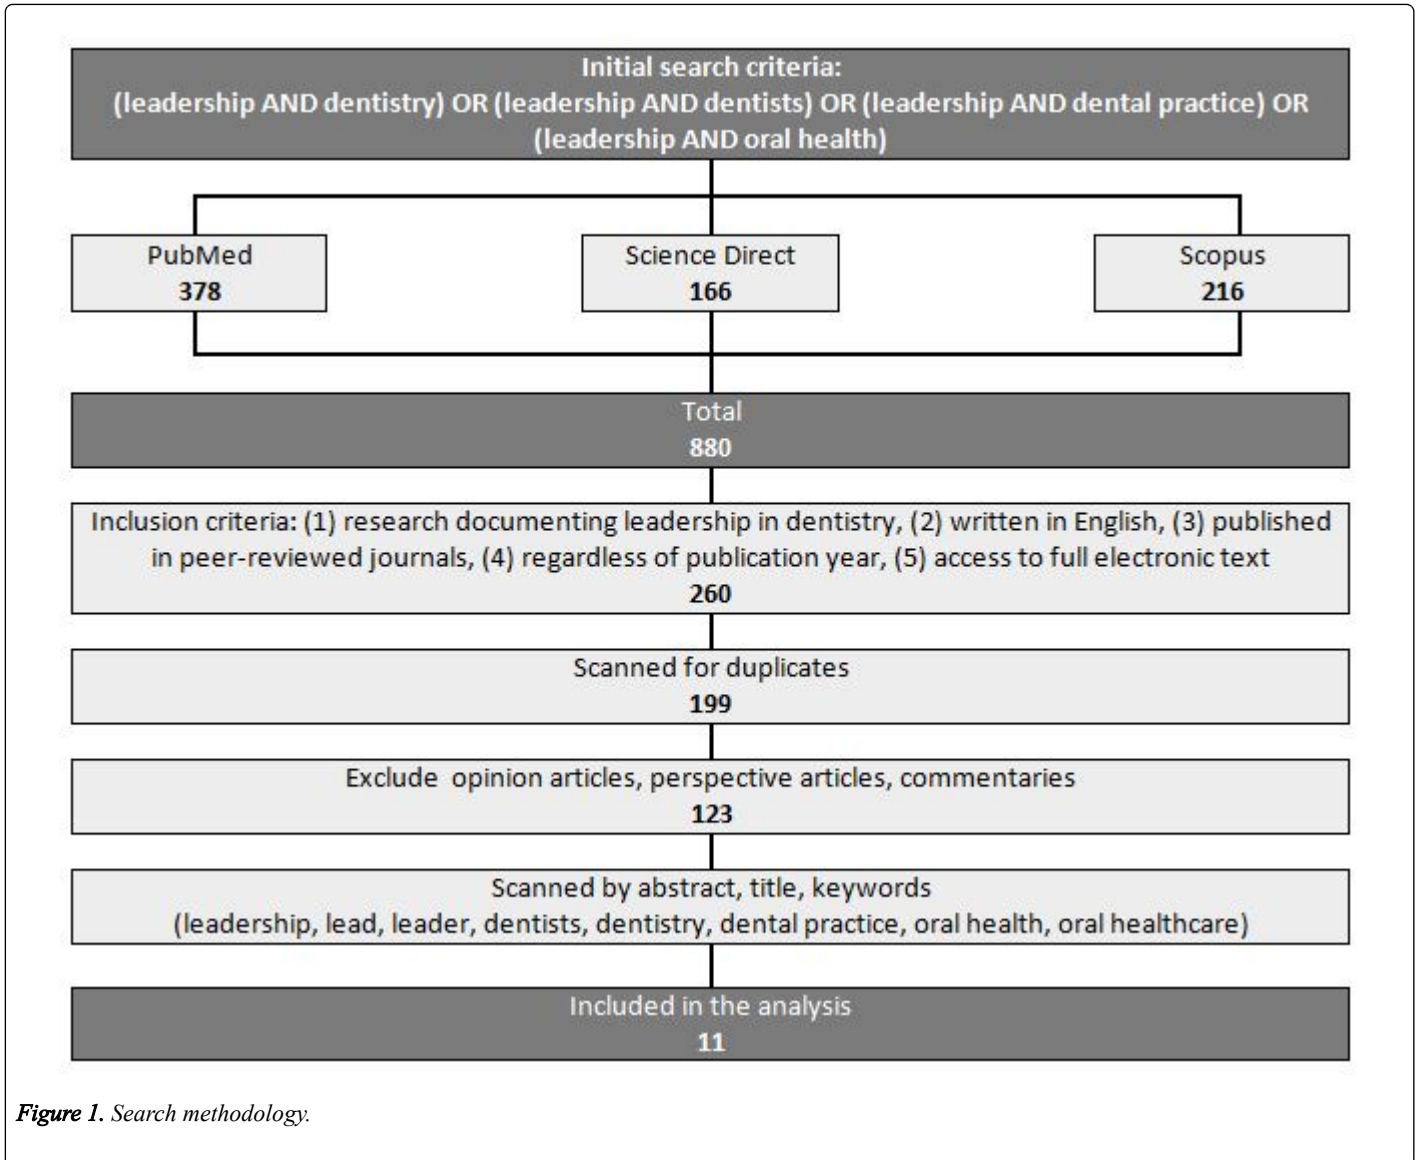 Initial search criteria:
(leadership AND dentistry) OR (leadership AND dentists) OR (leadership AND dental practice) OR
(leadership AND oral health)
PubMed
378
Science Direct
166
Scopus
216
Total
880
Inclusion criteria: (1) research documenting leadership in dentistry, (2) written in English, (3) published
in peer-reviewed journals, (4) regardless of publication year, (5) access to full electronic text
260
Scanned for duplicates
199
Exclude  opinion articles, perspective articles, commentaries
123
Scanned by abstract, title, keywords
(leadership, lead, leader, dentists, dentistry, dental practice, oral health, oral healthcare)
Included in the analysis
11
Figure 1. Search methodology.